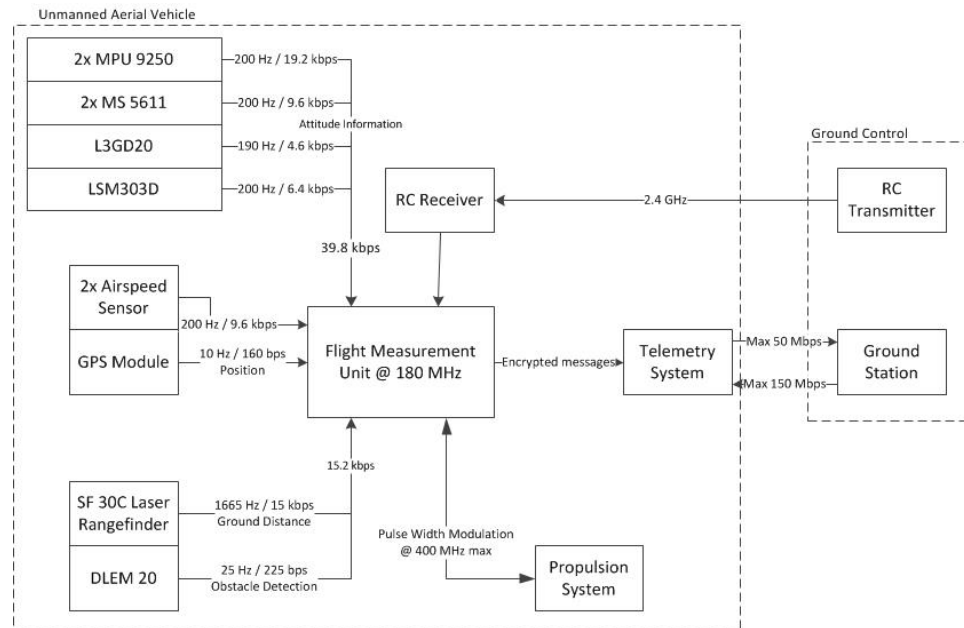 Unmanned Aerial Vehicle
2x MPU 9250
200 Hz / 19.2 kbps
2x MS 5611
200 Hz / 9.6 kbps
Attitude Information
L3GD20
190 Hz / 4.6 kbps
LSM303D
200 Hz / 6.4 kbps
39.8 kbps
RC Receiver
2.4 GHz
Ground Control
RC
Transmitter
2x Airspeed
Sensor
200 Hz / 9.6 kbps
GPS Module
10 Hz / 160 bps
Position
Flight Measurement
Unit @ 180 MHz
Encrypted messages
Telemetry
System
Max 50 Mbps
Max 150 Mbps
Ground
Station
15.2 kbps
SF 30C Laser
Rangefinder
1665 Hz / 15 kbps
Ground Distance
DLEM 20
25 Hz / 225 bps
Obstacle Detection
Pulse Width Modulation
@ 400 MHz max
Propulsion
System